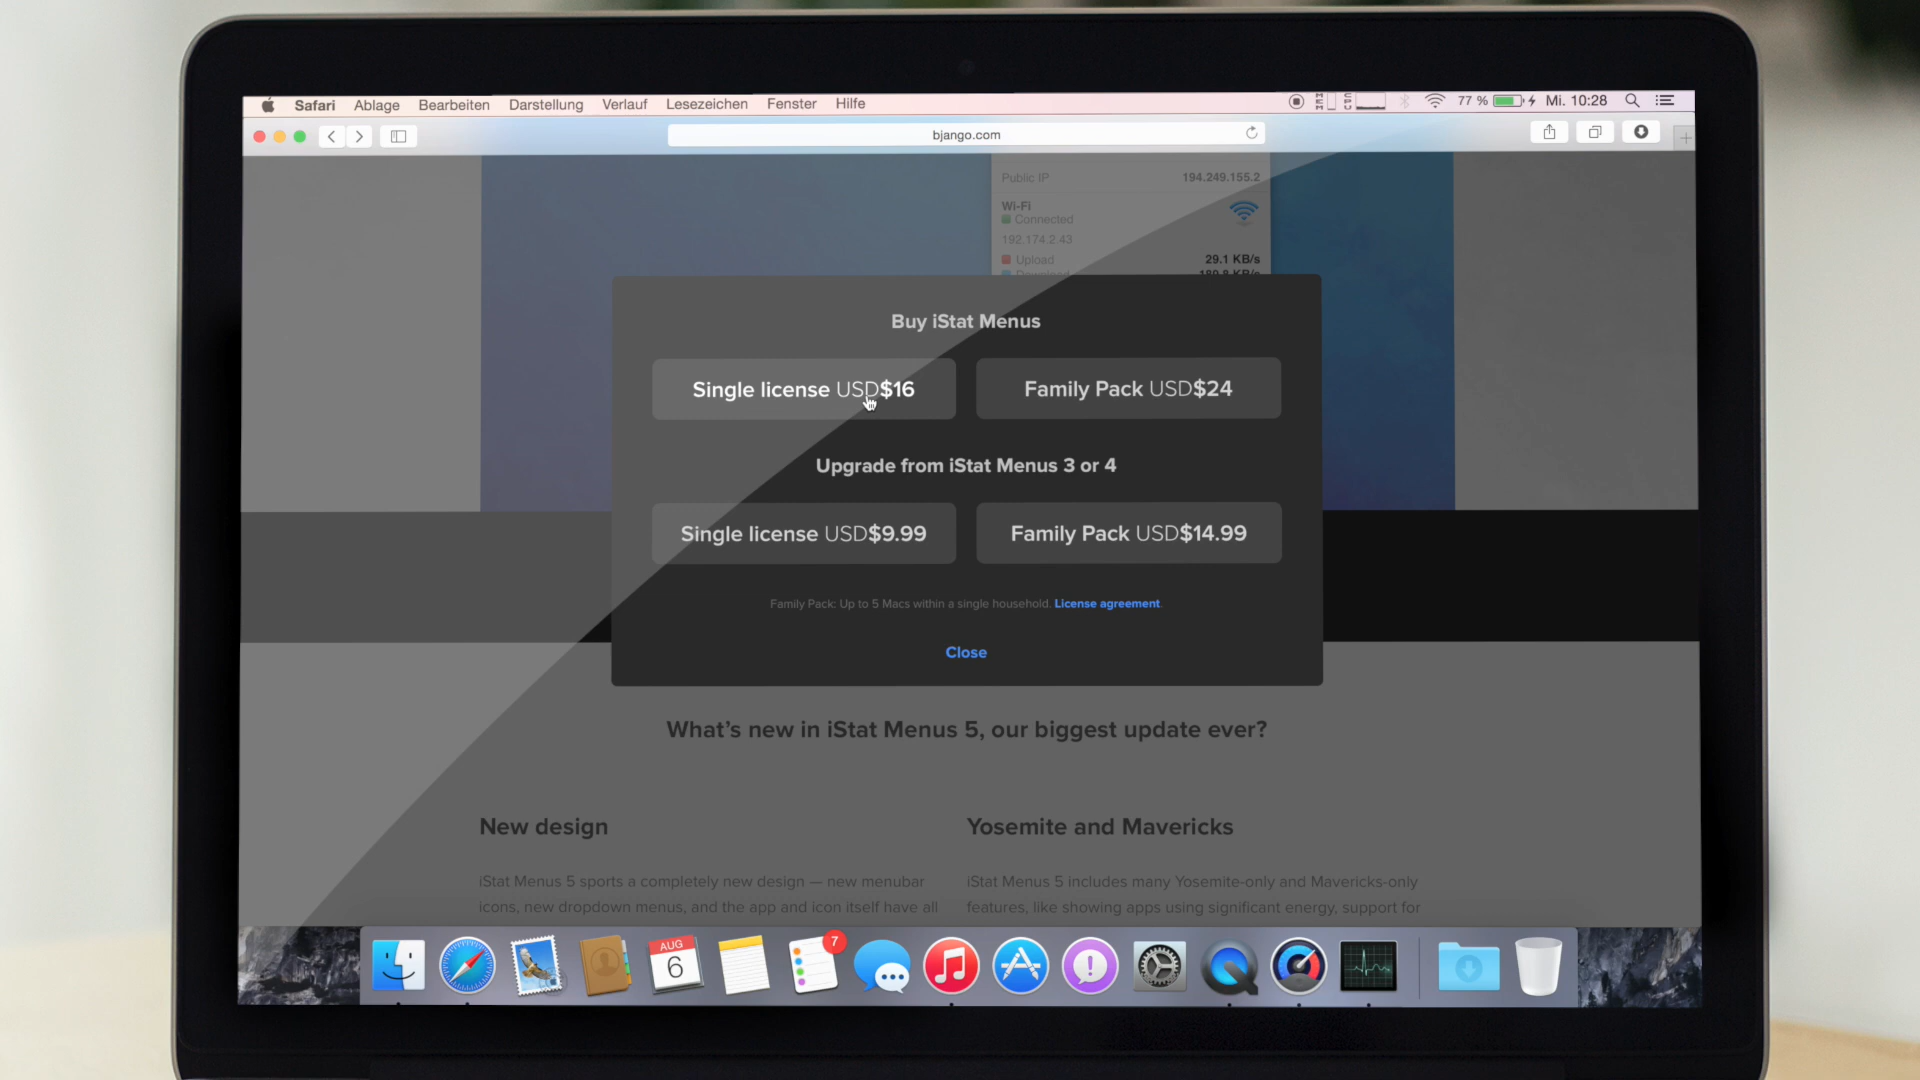 Safari Ablage Bearbeiten Darstellung Verlauf Lesezeichen Fenster Hilfe
MEM CPU 77 % Mi. 10:28
bjango.com
Public IP 194.249.155.2
Wi-Fi
Connected
192.174.2.43
Upload 29.1 KB/s
Buy iStat Menus
Single license USD$16 Family Pack USD$24
Upgrade from iStat Menus 3 or 4
Single license USD$9.99 Family Pack USD$14.99
Family Pack: Up to 5 Macs within a single household. License agreement.
Close
What's new in iStat Menus 5, our biggest update ever?
New design
iStat Menus 5 sports a completely new design — new menubar
icons, new dropdown menus, and the app and icon itself have all
Yosemite and Mavericks
iStat Menus 5 includes many Yosemite-only and Mavericks-only
features, like showing apps using significant energy, support for
AUG
6
7